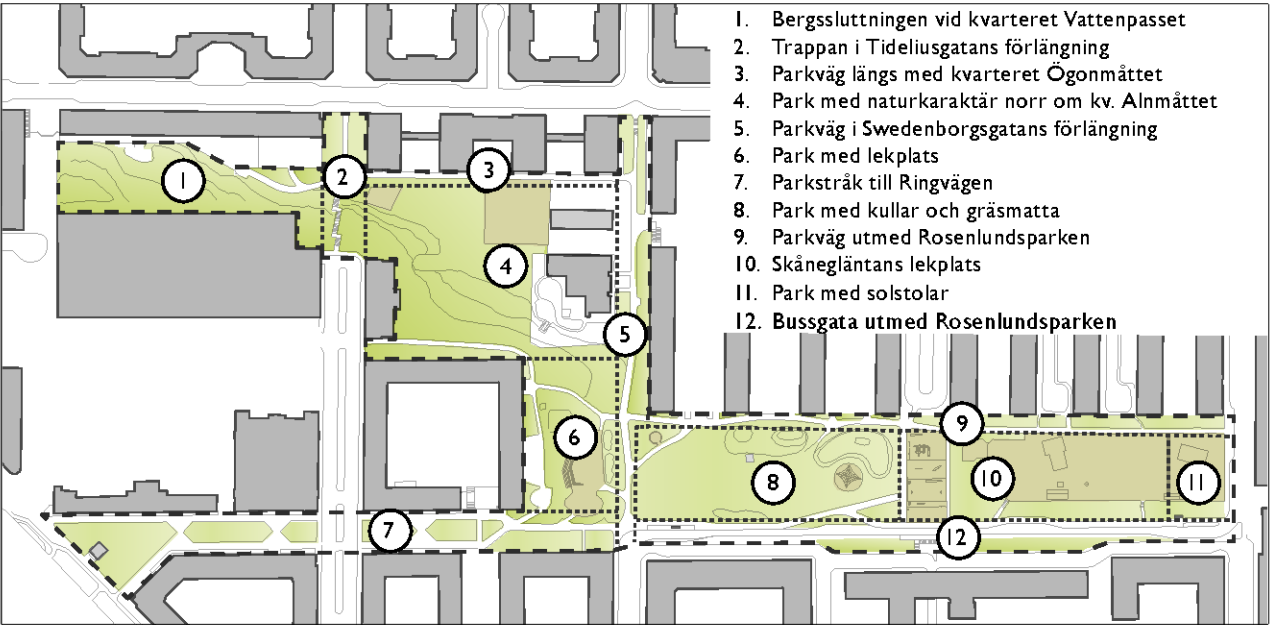 1. Bergssluttningen vid kvarteret Vattenpasset
2. Trappan i Tideliusgatans förlängning
3. Parkväg längs med kvarteret Ögonmåttet
4. Park med naturkaraktär norr om kv. Alnmåttet
5. Parkväg i Swedenborgsgatans förlängning
6. Park med lekplats
7. Parkstråk till Ringvägen
8. Park med kullar och gräsmatta
9. Parkväg utmed Rosenlundsparken
10. Skånegläntans lekplats
11. Park med solstolar
12. Bussgata utmed Rosenlundsparken
1
2
3
4
5
6
7
8
9
10
11
12